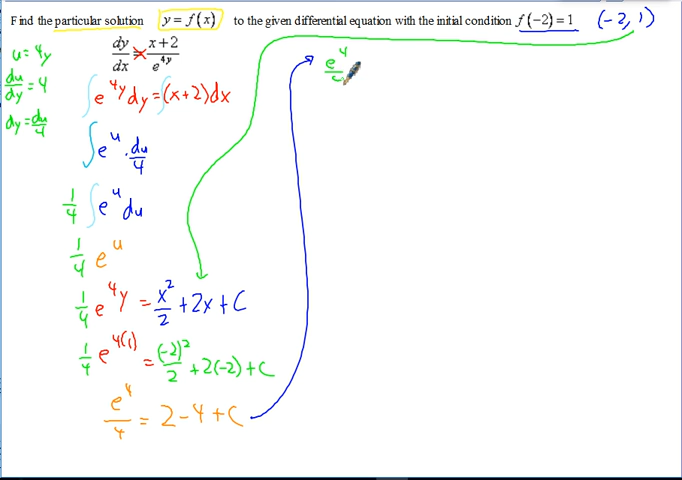 Find the particular solution y = f(x) to the given differential equation with the initial condition f(-2) = 1 (-2, 1)
dy/dx = x+2/e^4y
u = 4y
du/dy = 4
dy = du/4
∫ e^4y dy = ∫ (x+2) dx
∫ e^u · du/4
1/4 ∫ e^u du
1/4 e^u
1/4 e^4y = x^2/2 + 2x + C
1/4 e^4(1) = (-2)^2/2 + 2(-2) + C
e^4/4 = 2 - 4 + C
e^4/4